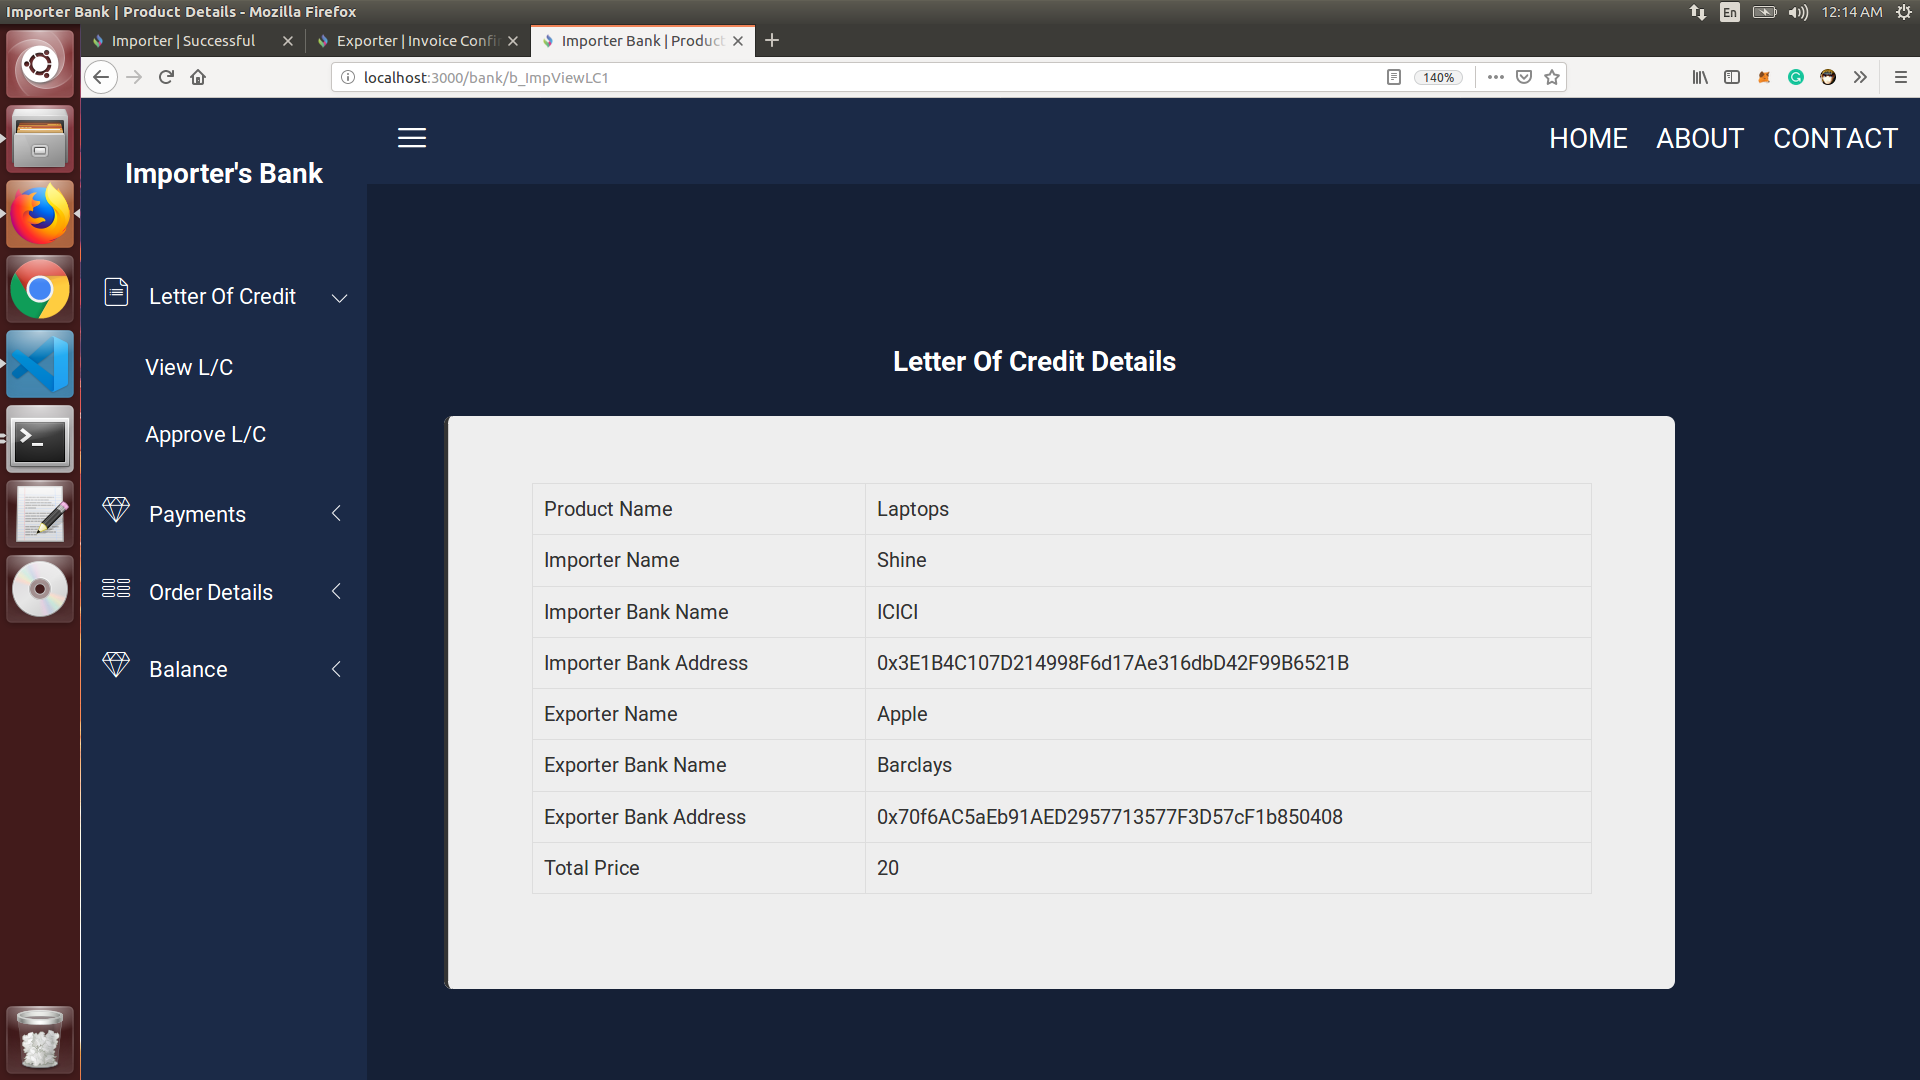 Importer Bank | Product Details - Mozilla Firefox
En
12:14 AM
Importer | Successful
Exporter | Invoice Confi
Importer Bank | Product
localhost:3000/bank/b_ImpViewLC1
140%
Importer's Bank
HOME ABOUT CONTACT
Letter Of Credit
View L/C
Approve L/C
Payments
Order Details
Balance
Letter Of Credit Details
Product Name Laptops
Importer Name Shine
Importer Bank Name ICICI
Importer Bank Address 0x3E1B4C107D214998F6d17Ae316dbD42F99B6521B
Exporter Name Apple
Exporter Bank Name Barclays
Exporter Bank Address 0x70f6AC5aEb91AED2957713577F3D57cF1b850408
Total Price 20